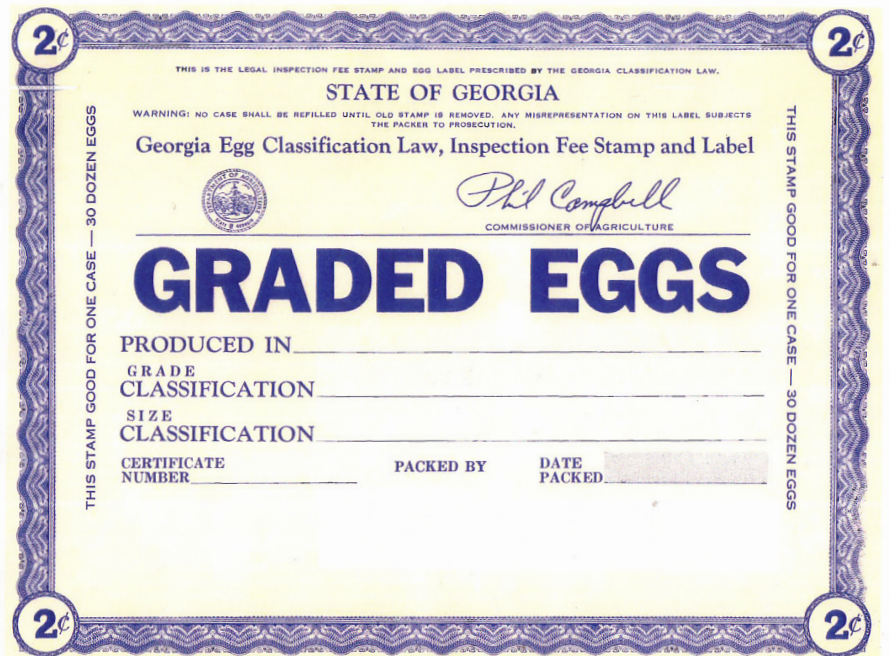 2¢
2¢
THIS IS THE LEGAL INSPECTION FEE STAMP AND EGG LABEL PRESCRIBED BY THE GEORGIA CLASSIFICATION LAW.
STATE OF GEORGIA
WARNING: NO CASE SHALL BE REFILLED UNTIL OLD STAMP IS REMOVED. ANY MISREPRESENTATION ON THIS LABEL SUBJECTS
THE PACKER TO PROSECUTION.
Georgia Egg Classification Law, Inspection Fee Stamp and Label
DEPARTMENT OF AGRICULTURE
Phil Campbell
COMMISSIONER OF AGRICULTURE
GRADED EGGS
PRODUCED IN
GRADE
CLASSIFICATION
SIZE
CLASSIFICATION
CERTIFICATE
NUMBER
PACKED BY
DATE
PACKED
THIS STAMP GOOD FOR ONE CASE — 30 DOZEN EGGS
THIS STAMP GOOD FOR ONE CASE — 30 DOZEN EGGS
2¢
2¢